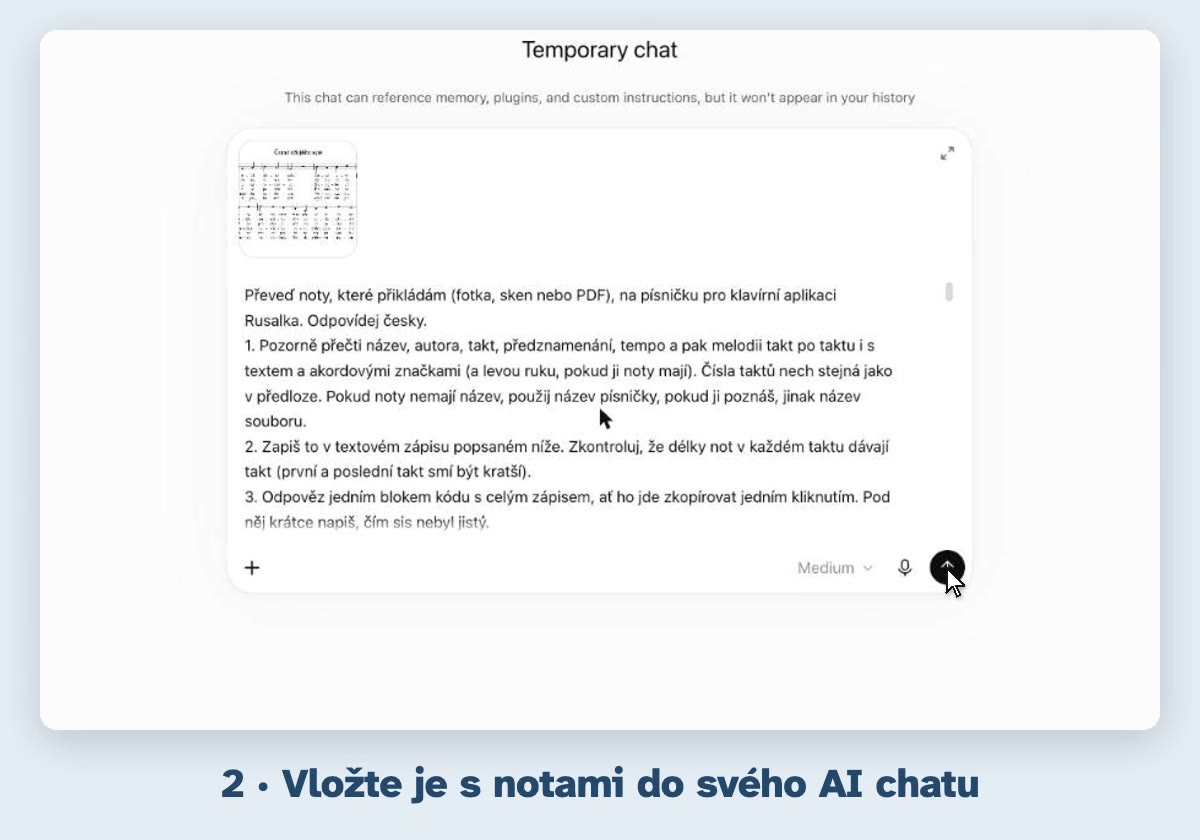 Temporary chat
This chat can reference memory, plugins, and custom instructions, but it won't appear in your history
Převeď noty, které přikládám (fotka, sken nebo PDF), na písničku pro klavírní aplikaci
Rusalka. Odpovídej česky.
1. Pozorně přečti název, autora, takt, předznamenání, tempo a pak melodii takt po taktu i s
textem a akordovými značkami (a levou ruku, pokud ji noty mají). Čísla taktů nech stejná jako
v předloze. Pokud noty nemají název, použij název písničky, pokud ji poznáš, jinak název
souboru.
2. Zapiš to v textovém zápisu popsaném níže. Zkontroluj, že délky not v každém taktu dávají
takt (první a poslední takt smí být kratší).
3. Odpověz jedním blokem kódu s celým zápisem, ať ho jde zkopírovat jedním kliknutím. Pod
něj krátce napiš, čím sis nebyl jistý.
Medium
2 · Vložte je s notami do svého AI chatu